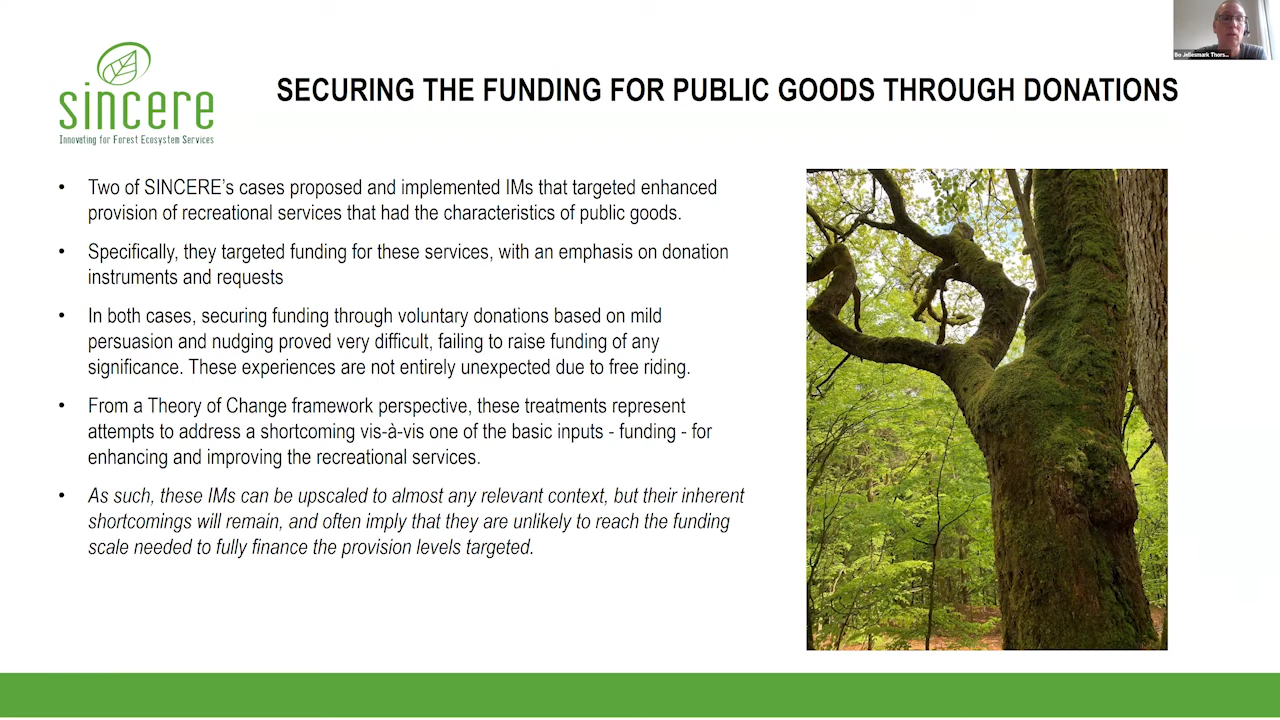 Bo Jellesmark Thors...
sincere
Innovating for Forest Ecosystem Services
SECURING THE FUNDING FOR PUBLIC GOODS THROUGH DONATIONS
• Two of SINCERE's cases proposed and implemented IMs that targeted enhanced
provision of recreational services that had the characteristics of public goods.
• Specifically, they targeted funding for these services, with an emphasis on donation
instruments and requests
• In both cases, securing funding through voluntary donations based on mild
persuasion and nudging proved very difficult, failing to raise funding of any
significance. These experiences are not entirely unexpected due to free riding.
• From a Theory of Change framework perspective, these treatments represent
attempts to address a shortcoming vis-à-vis one of the basic inputs - funding - for
enhancing and improving the recreational services.
• As such, these IMs can be upscaled to almost any relevant context, but their inherent
shortcomings will remain, and often imply that they are unlikely to reach the funding
scale needed to fully finance the provision levels targeted.